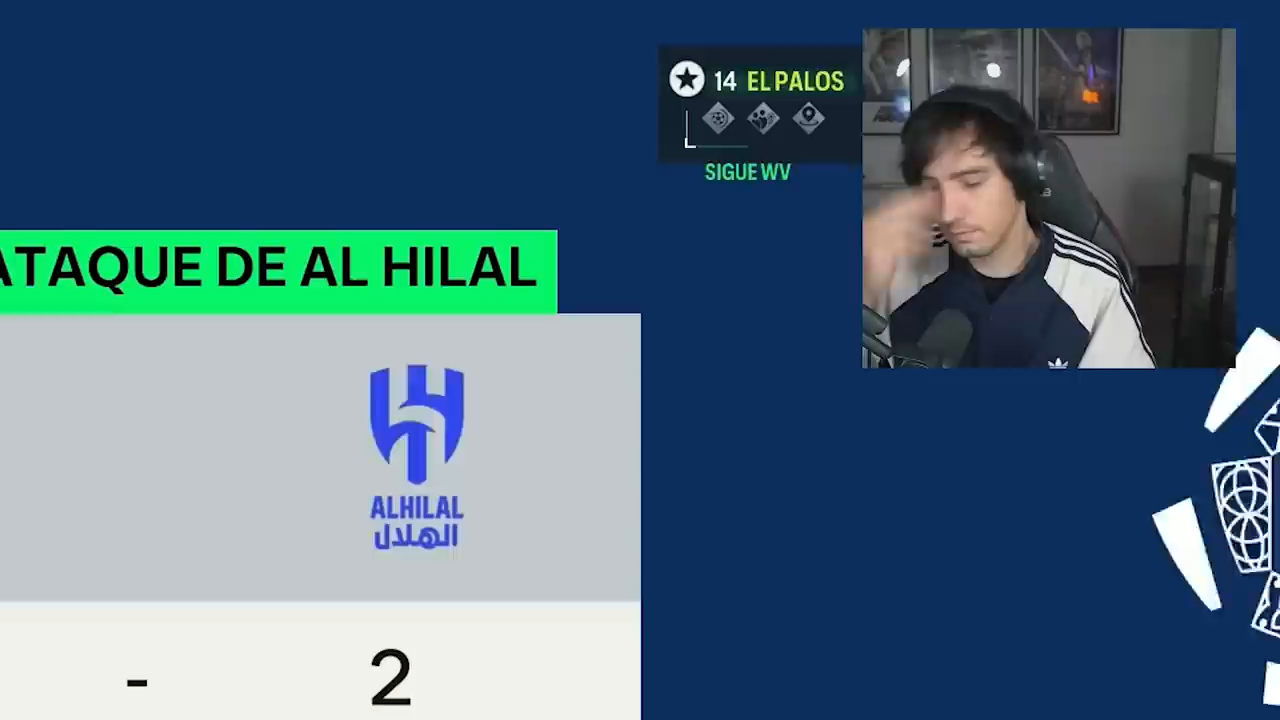 14 EL PALOS
SIGUE WV
ATAQUE DE AL HILAL
ALHILAL
الهلال
- 2